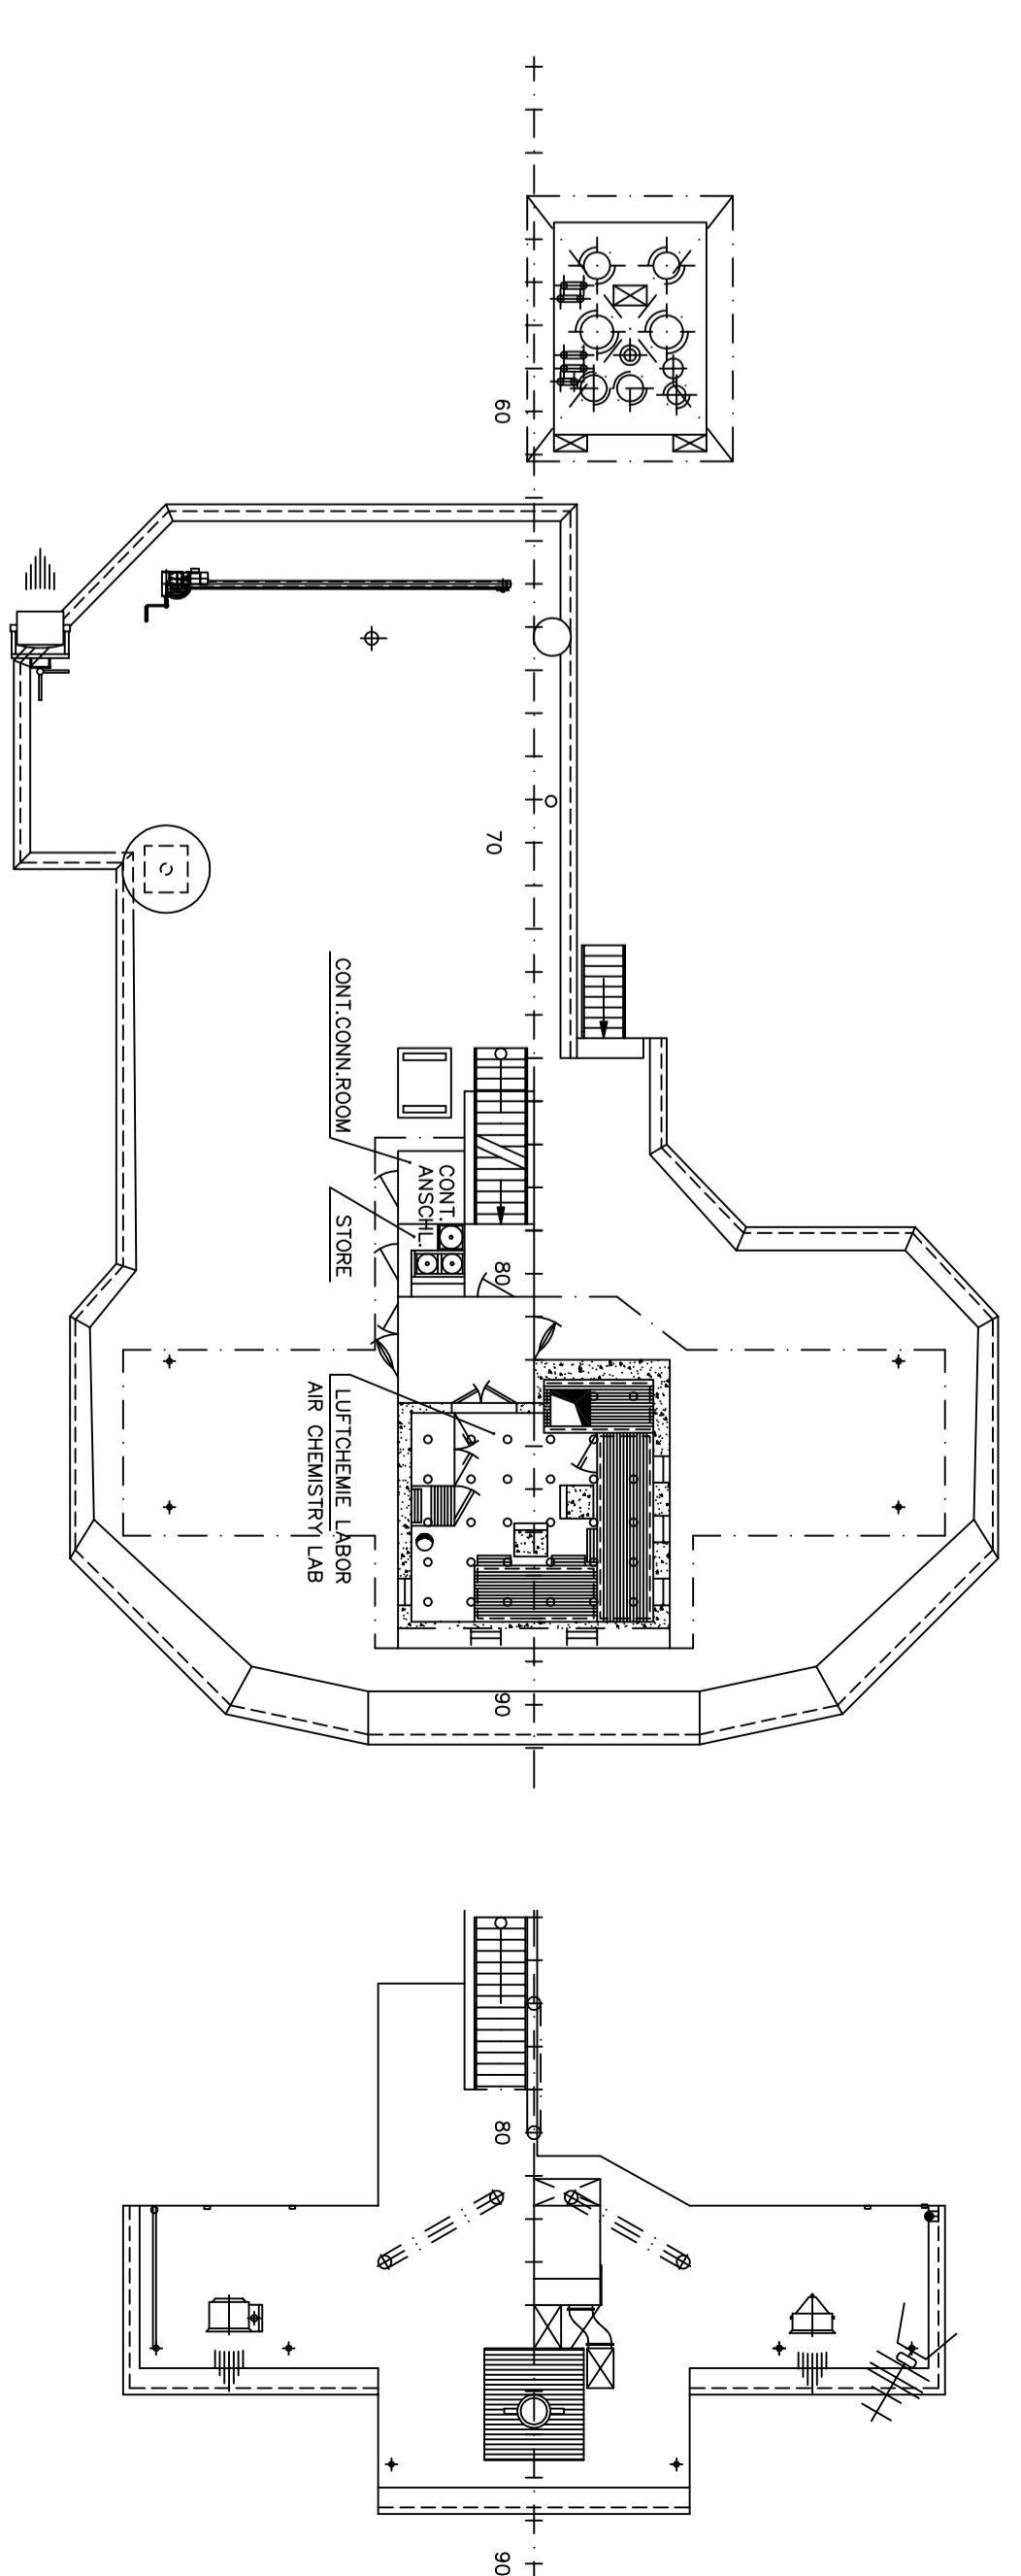 60
70
CONT.CONN.ROOM
CONT.
ANSCHL.
STORE
80
LUFTCHEMIE LABOR
AIR CHEMISTRY LAB
90
80
90